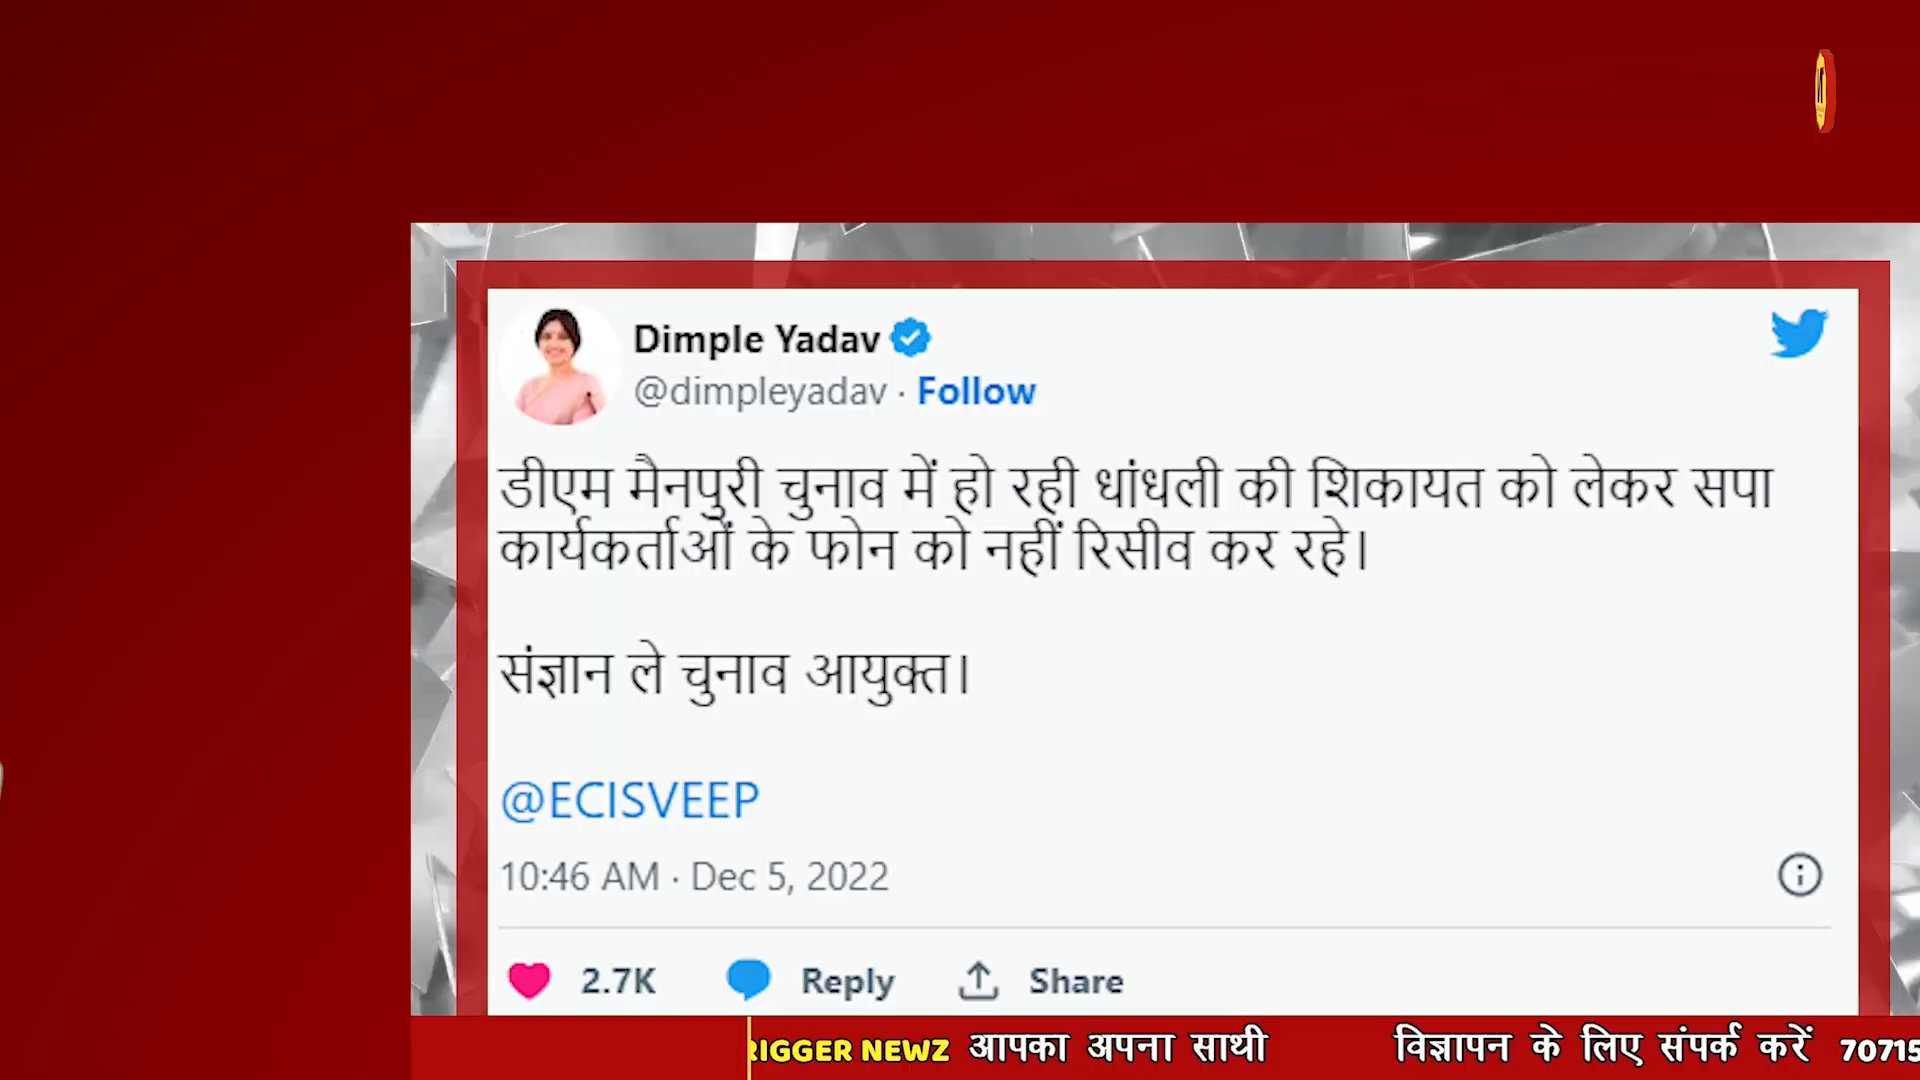 Dimple Yadav
@dimpleyadav · Follow
डीएम मैनपुरी चुनाव में हो रही धांधली की शिकायत को लेकर सपा
कार्यकर्ताओं के फोन को नहीं रिसीव कर रहे।
संज्ञान ले चुनाव आयुक्त।
@ECISVEEP
10:46 AM · Dec 5, 2022
2.7K Reply Share
RIGGER NEWZ आपका अपना साथी विज्ञापन के लिए संपर्क करें 70715